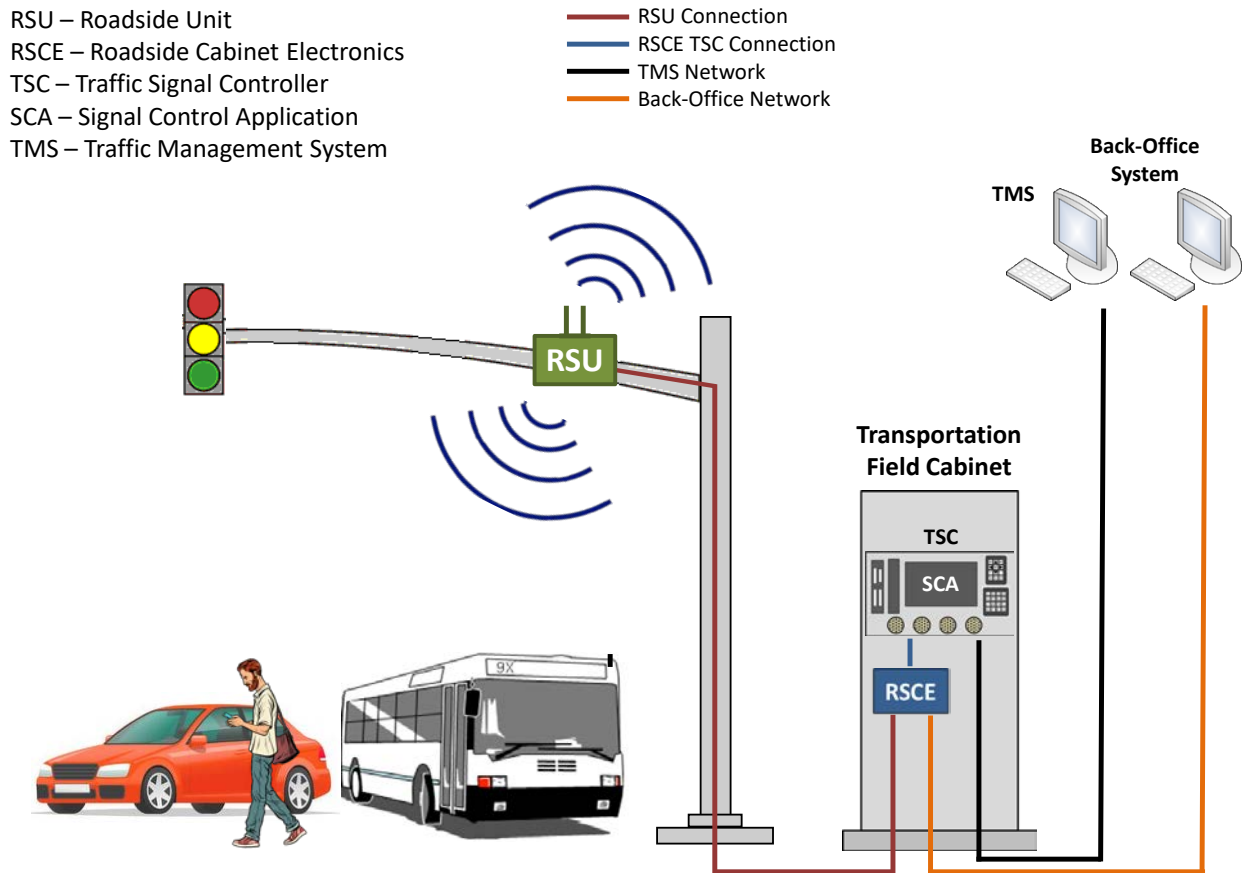 RSU – Roadside Unit
RSCE – Roadside Cabinet Electronics
TSC – Traffic Signal Controller
SCA – Signal Control Application
TMS – Traffic Management System
RSU Connection
RSCE TSC Connection
TMS Network
Back-Office Network
Back-Office
System
TMS
RSU
Transportation
Field Cabinet
TSC
SCA
RSCE
9X